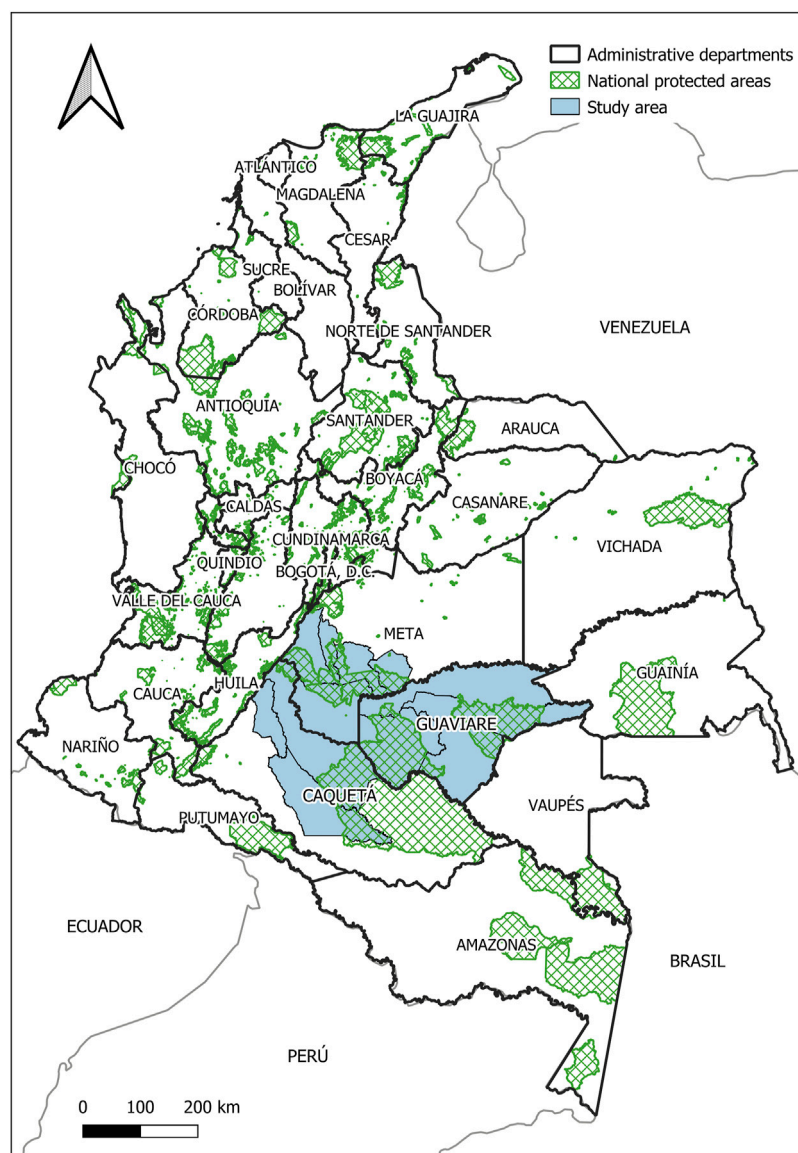 Administrative departments
National protected areas
Study area
LA GUAJIRA
ATLÁNTICO
MAGDALENA
CESAR
SUCRE
BOLÍVAR
CÓRDOBA
NORTE DE SANTANDER
VENEZUELA
ANTIOQUIA
SANTANDER
ARAUCA
CHOCÓ
BOYACÁ
CALDAS
CASANARE
CUNDINAMARCA
VICHADA
QUINDIO
BOGOTÁ, D.C.
VALLE DEL CAUCA
META
HUILA
GUAINÍA
CAUCA
GUAVIARE
NARIÑO
CAQUETÁ
VAUPÉS
PUTUMAYO
ECUADOR
AMAZONAS
BRASIL
PERÚ
0 100 200 km